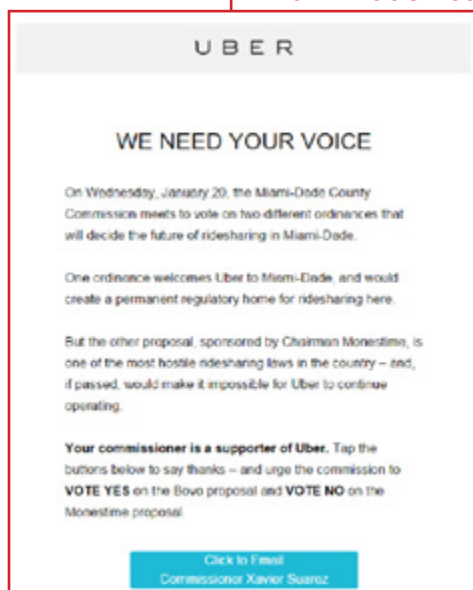 UBER
WE NEED YOUR VOICE
On Wednesday, January 20, the Miami-Dade County
Commission meets to vote on two different ordinances that
will decide the future of ridesharing in Miami-Dade.
One ordinance welcomes Uber to Miami-Dade, and would
create a permanent regulatory home for ridesharing here.
But the other proposal, sponsored by Chairman Monestime, is
one of the most hostile ridesharing laws in the country – and,
if passed, would make it impossible for Uber to continue
operating.
Your commissioner is a supporter of Uber. Tap the
buttons below to say thanks – and urge the commission to
VOTE YES on the Bovo proposal and VOTE NO on the
Monestime proposal.
Click to Email
Commissioner Xavier Suarez